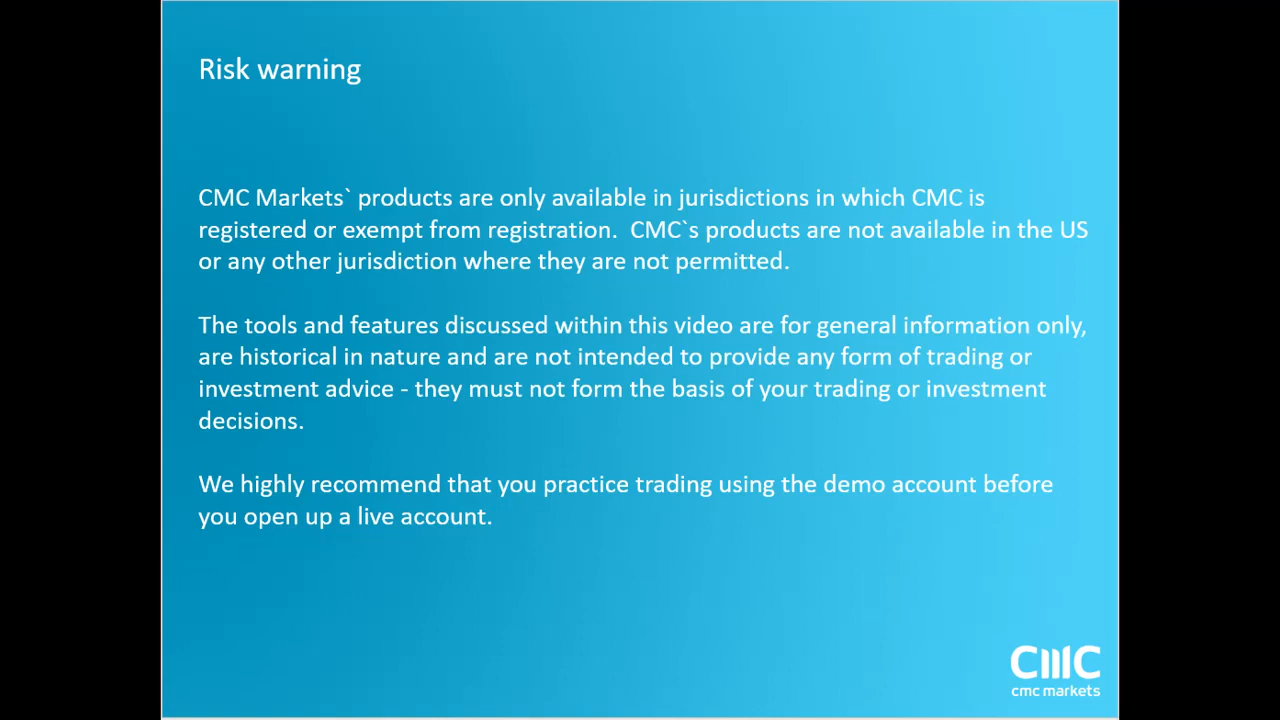 Risk warning
CMC Markets` products are only available in jurisdictions in which CMC is
registered or exempt from registration.  CMC`s products are not available in the US
or any other jurisdiction where they are not permitted.
The tools and features discussed within this video are for general information only,
are historical in nature and are not intended to provide any form of trading or
investment advice - they must not form the basis of your trading or investment
decisions.
We highly recommend that you practice trading using the demo account before
you open up a live account.
CMC
cmc markets